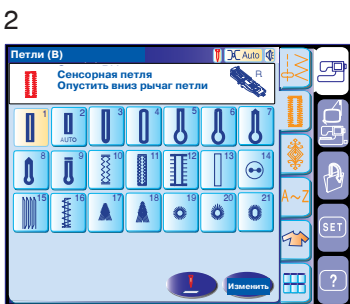 2
Петли (B)
Auto
Сенсорная петля
Опустить вниз рычаг петли
R
1 2 3 4 5 6 7
AUTO
8 9 10 11 12 13 14
15 16 17 18 19 20 21
A~Z
SET
Изменить
?